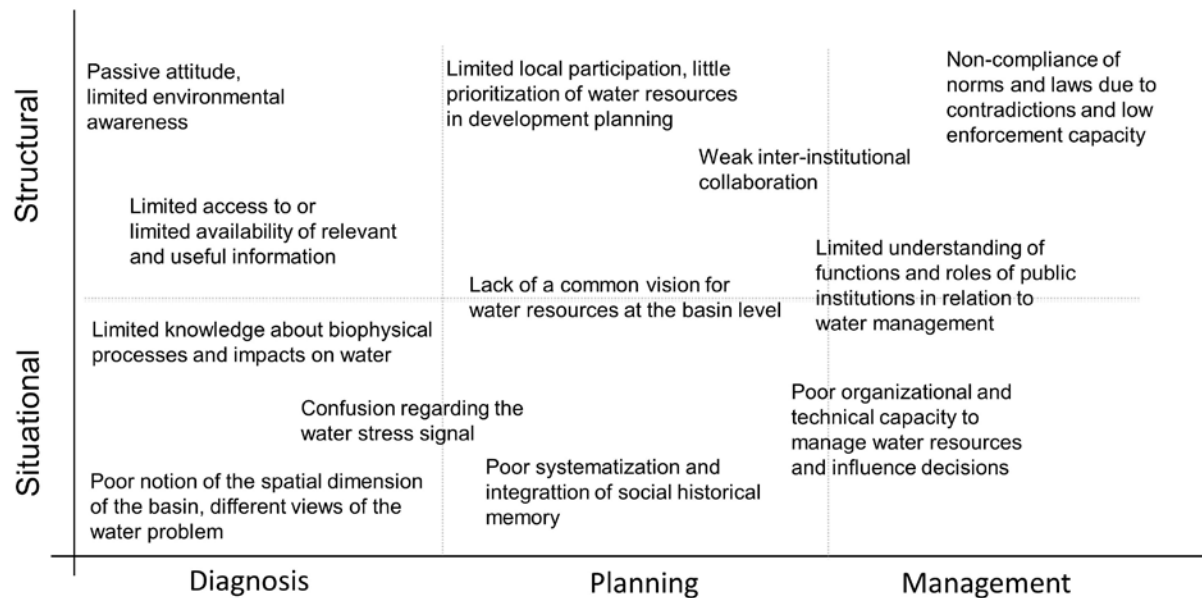 Structural
Passive attitude,
limited environmental
awareness
Limited local participation, little
prioritization of water resources
in development planning
Non-compliance of
norms and laws due to
contradictions and low
enforcement capacity
Weak inter-institutional
collaboration
Limited access to or
limited availability of relevant
and useful information
Lack of a common vision for
water resources at the basin level
Limited understanding of
functions and roles of public
institutions in relation to
water management
Situational
Limited knowledge about biophysical
processes and impacts on water
Confusion regarding the
water stress signal
Poor notion of the spatial dimension
of the basin, different views of the
water problem
Poor systematization and
integrattion of social historical
memory
Poor organizational and
technical capacity to
manage water resources
and influence decisions
Diagnosis
Planning
Management